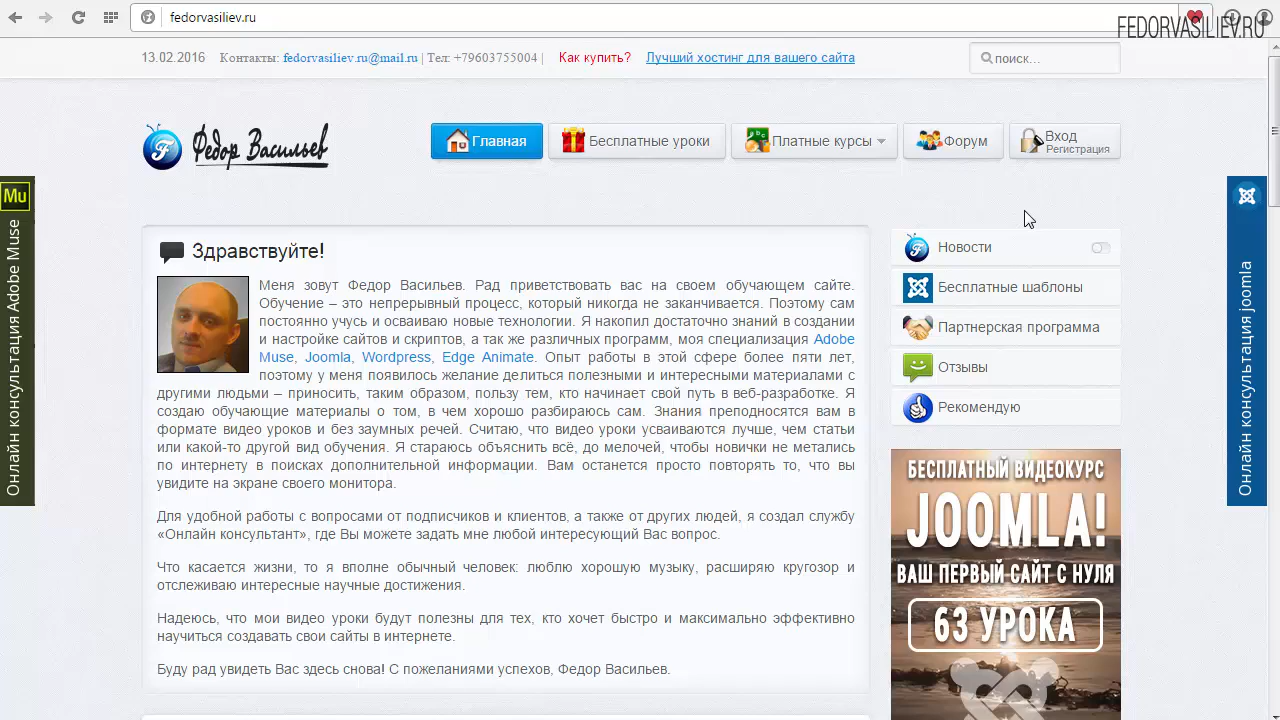 fedorvasiliev.ru
FEDORVASILIEV.RU
13.02.2016 Контакты: fedorvasiliev.ru@mail.ru | Тел: +79603755004 | Как купить? Лучший хостинг для вашего сайта поиск...
Федор Васильев
Главная Бесплатные уроки Платные курсы Форум Вход
Регистрация
Mu
Онлайн консультация Adobe Muse
Здравствуйте!
Меня зовут Федор Васильев. Рад приветствовать вас на своем обучающем сайте.
Обучение – это непрерывный процесс, который никогда не заканчивается. Поэтому сам
постоянно учусь и осваиваю новые технологии. Я накопил достаточно знаний в создании
и настройке сайтов и скриптов, а так же различных программ, моя специализация Adobe
Muse, Joomla, Wordpress, Edge Animate. Опыт работы в этой сфере более пяти лет,
поэтому у меня появилось желание делиться полезными и интересными материалами с
другими людьми – приносить, таким образом, пользу тем, кто начинает свой путь в веб-разработке. Я
создаю обучающие материалы о том, в чем хорошо разбираюсь сам. Знания преподносятся вам в
формате видео уроков и без заумных речей. Считаю, что видео уроки усваиваются лучше, чем статьи
или какой-то другой вид обучения. Я стараюсь объяснить всё, до мелочей, чтобы новички не метались
по интернету в поисках дополнительной информации. Вам останется просто повторять то, что вы
увидите на экране своего монитора.
Для удобной работы с вопросами от подписчиков и клиентов, а также от других людей, я создал службу
«Онлайн консультант», где Вы можете задать мне любой интересующий Вас вопрос.
Что касается жизни, то я вполне обычный человек: люблю хорошую музыку, расширяю кругозор и
отслеживаю интересные научные достижения.
Надеюсь, что мои видео уроки будут полезны для тех, кто хочет быстро и максимально эффективно
научиться создавать свои сайты в интернете.
Буду рад увидеть Вас здесь снова! С пожеланиями успехов, Федор Васильев.
Новости
Бесплатные шаблоны
Партнерская программа
Отзывы
Рекомендую
БЕСПЛАТНЫЙ ВИДЕОКУРС
JOOMLA!
ВАШ ПЕРВЫЙ САЙТ С НУЛЯ
63 УРОКА
Онлайн консультация joomla